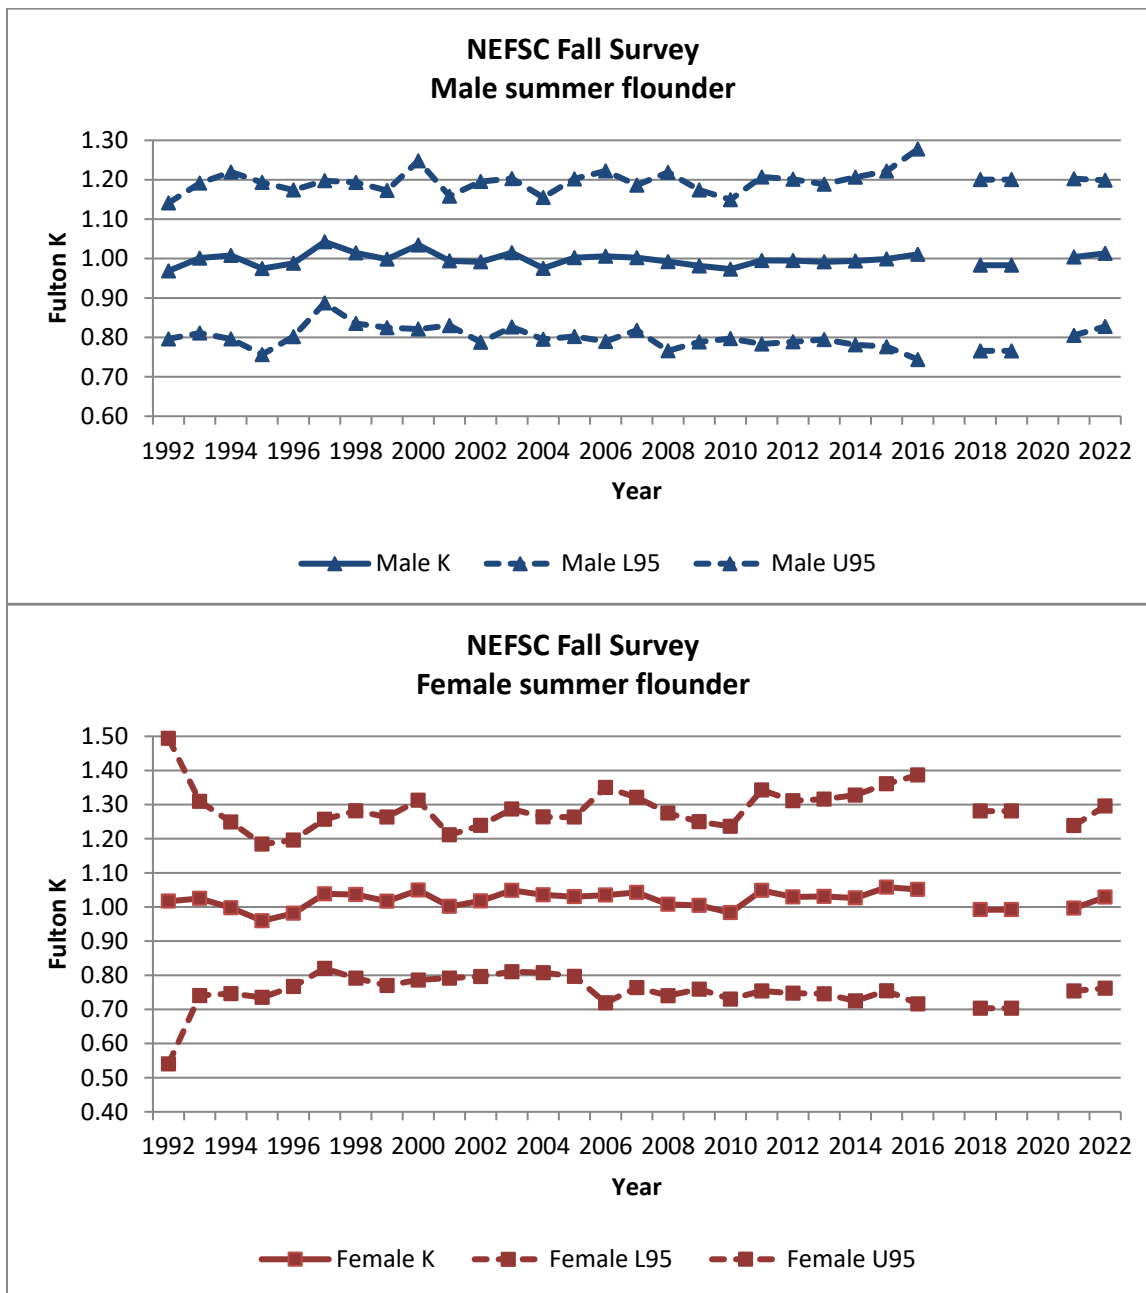 NEFSC Fall Survey
Male summer flounder
1.30
1.20
1.10
1.00
0.90
0.80
0.70
0.60
Fulton K
1992 1994 1996 1998 2000 2002 2004 2006 2008 2010 2012 2014 2016 2018 2020 2022
Year
Male K Male L95 Male U95
NEFSC Fall Survey
Female summer flounder
1.50
1.40
1.30
1.20
1.10
1.00
0.90
0.80
0.70
0.60
0.50
0.40
Fulton K
1992 1994 1996 1998 2000 2002 2004 2006 2008 2010 2012 2014 2016 2018 2020 2022
Year
Female K Female L95 Female U95